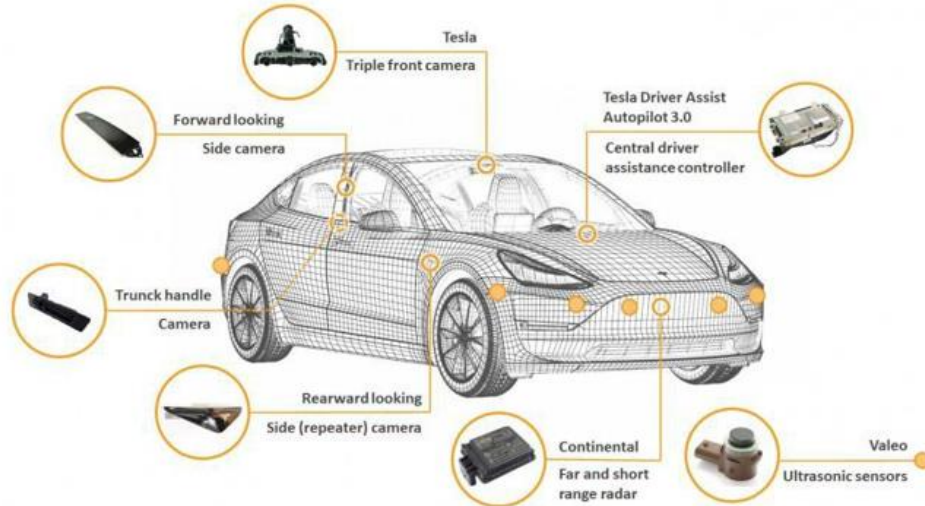 Tesla
Triple front camera
Forward looking
Side camera
Tesla Driver Assist
Autopilot 3.0
Central driver
assistance controller
Trunck handle
Camera
Rearward looking
Side (repeater) camera
Continental
Far and short
range radar
Valeo
Ultrasonic sensors